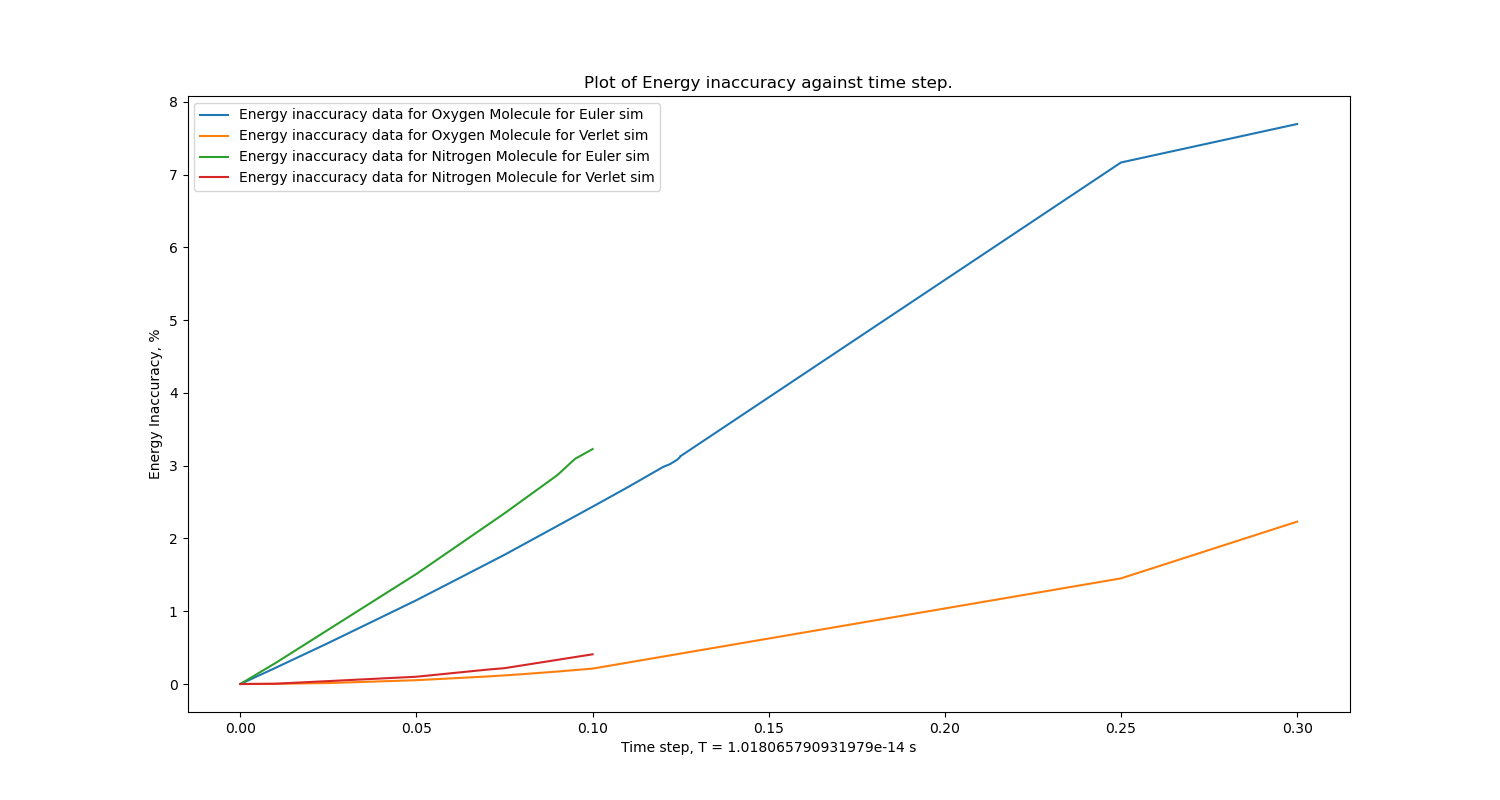 Plot of Energy inaccuracy against time step.
Energy inaccuracy data for Oxygen Molecule for Euler sim
Energy inaccuracy data for Oxygen Molecule for Verlet sim
Energy inaccuracy data for Nitrogen Molecule for Euler sim
Energy inaccuracy data for Nitrogen Molecule for Verlet sim
8
7
6
5
4
3
2
1
0
Energy Inaccuracy, %
0.00 0.05 0.10 0.15 0.20 0.25 0.30
Time step, T = 1.018065790931979e-14 s